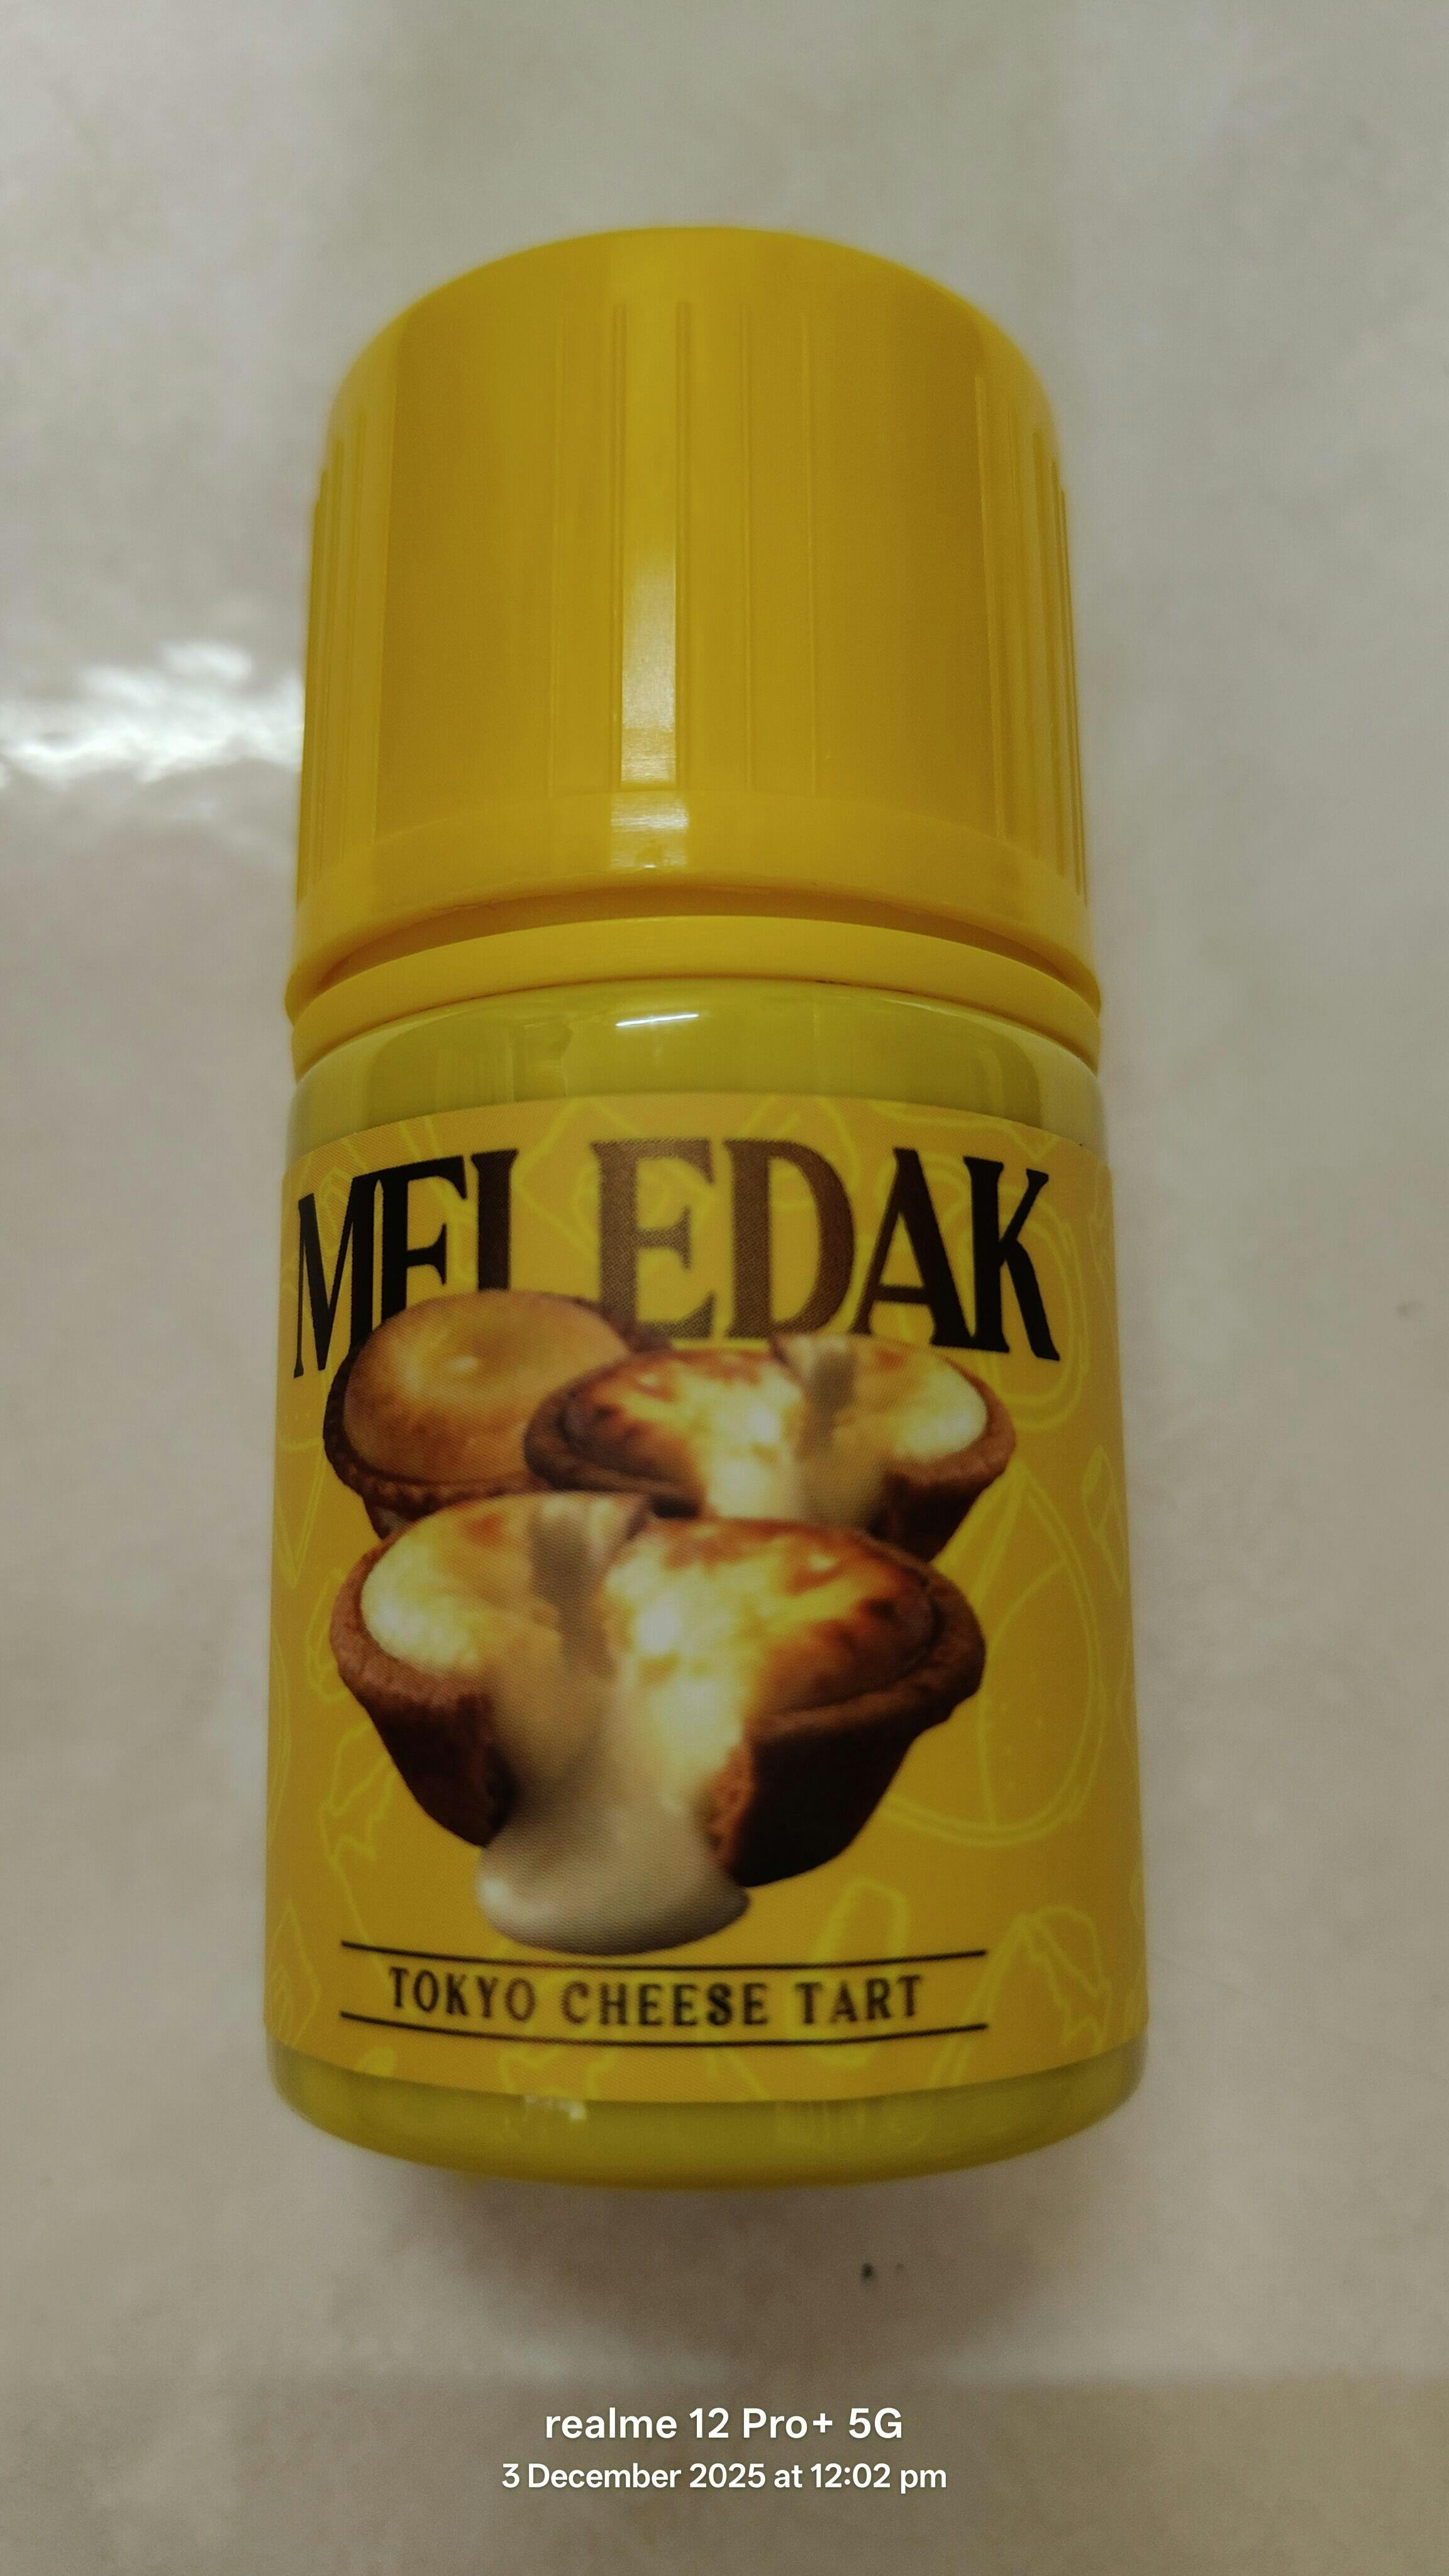 MELEDAK
TOKYO CHEESE TART
realme 12 Pro+ 5G
3 December 2025 at 12:02 pm